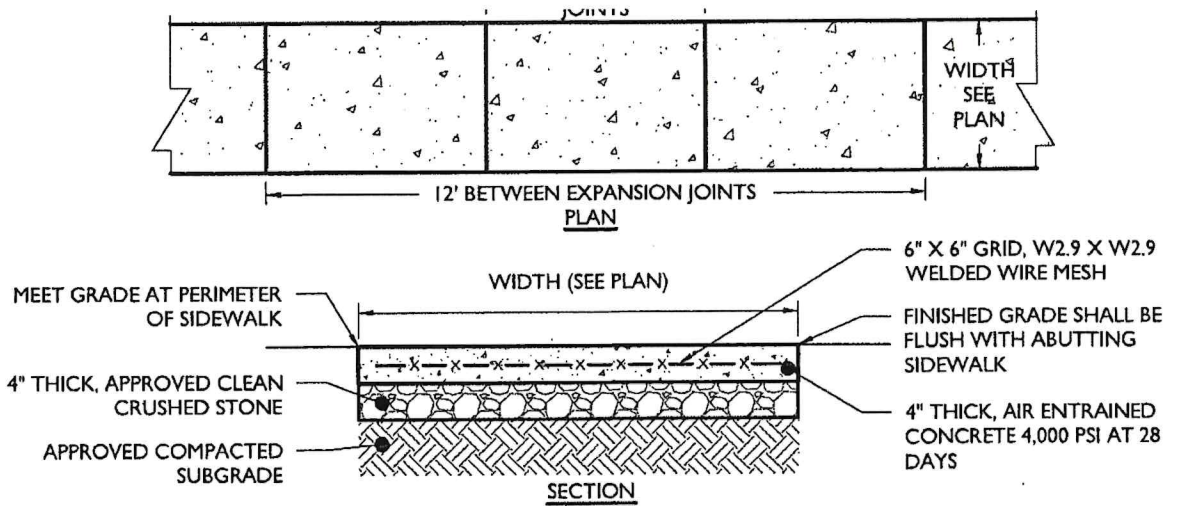 JOINTS
WIDTH
SEE
PLAN
12' BETWEEN EXPANSION JOINTS
PLAN
6" X 6" GRID, W2.9 X W2.9
WELDED WIRE MESH
WIDTH (SEE PLAN)
MEET GRADE AT PERIMETER
OF SIDEWALK
FINISHED GRADE SHALL BE
FLUSH WITH ABUTTING
SIDEWALK
4" THICK, APPROVED CLEAN
CRUSHED STONE
4" THICK, AIR ENTRAINED
CONCRETE 4,000 PSI AT 28
DAYS
APPROVED COMPACTED
SUBGRADE
SECTION